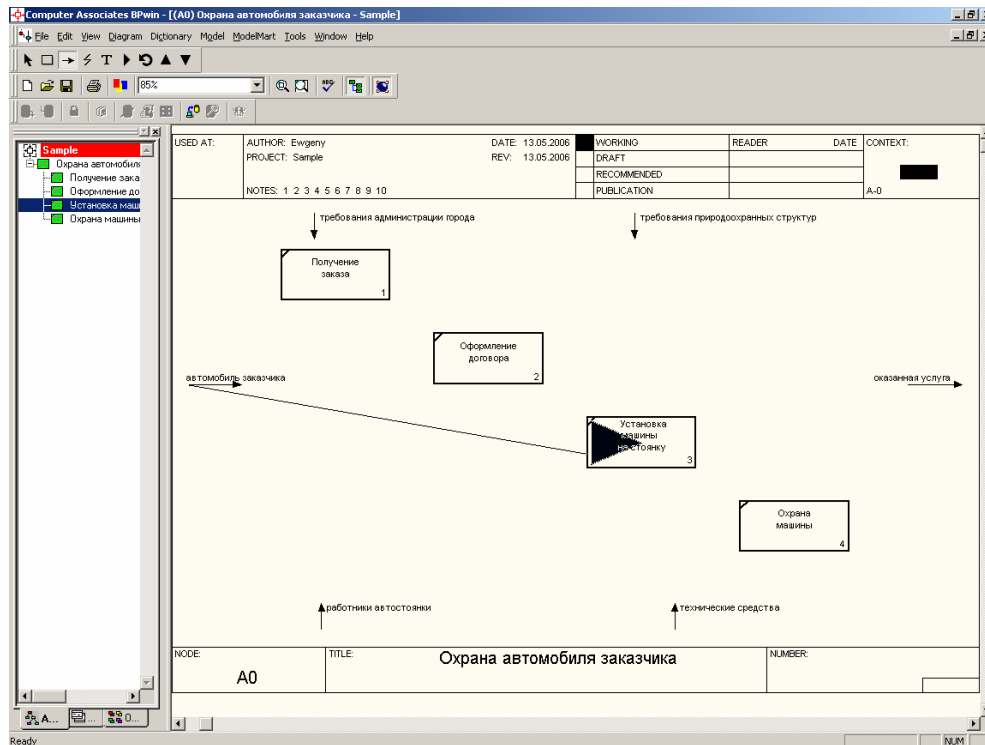 Computer Associates BPwin - [(A0) Охрана автомобиля заказчика - Sample]
File Edit View Diagram Dictionary Model ModelMart Tools Window Help
85%
Sample
Охрана автомобиля
Получение зака
Оформление до
Установка маши
Охрана машины
USED AT: AUTHOR: Ewgeny DATE: 13.05.2006 WORKING READER DATE CONTEXT:
PROJECT: Sample REV: 13.05.2006 DRAFT
RECOMMENDED
NOTES: 1 2 3 4 5 6 7 8 9 10 PUBLICATION A-0
требования администрации города требования природоохранных структур
Получение
заказа
1
Оформление
договора
2
автомобиль заказчика оказанная услуга
Установка
машины
на стоянку
3
Охрана
машины
4
работники автостоянки технические средства
NODE: TITLE: NUMBER:
A0 Охрана автомобиля заказчика
A... ... O...
Ready NUM